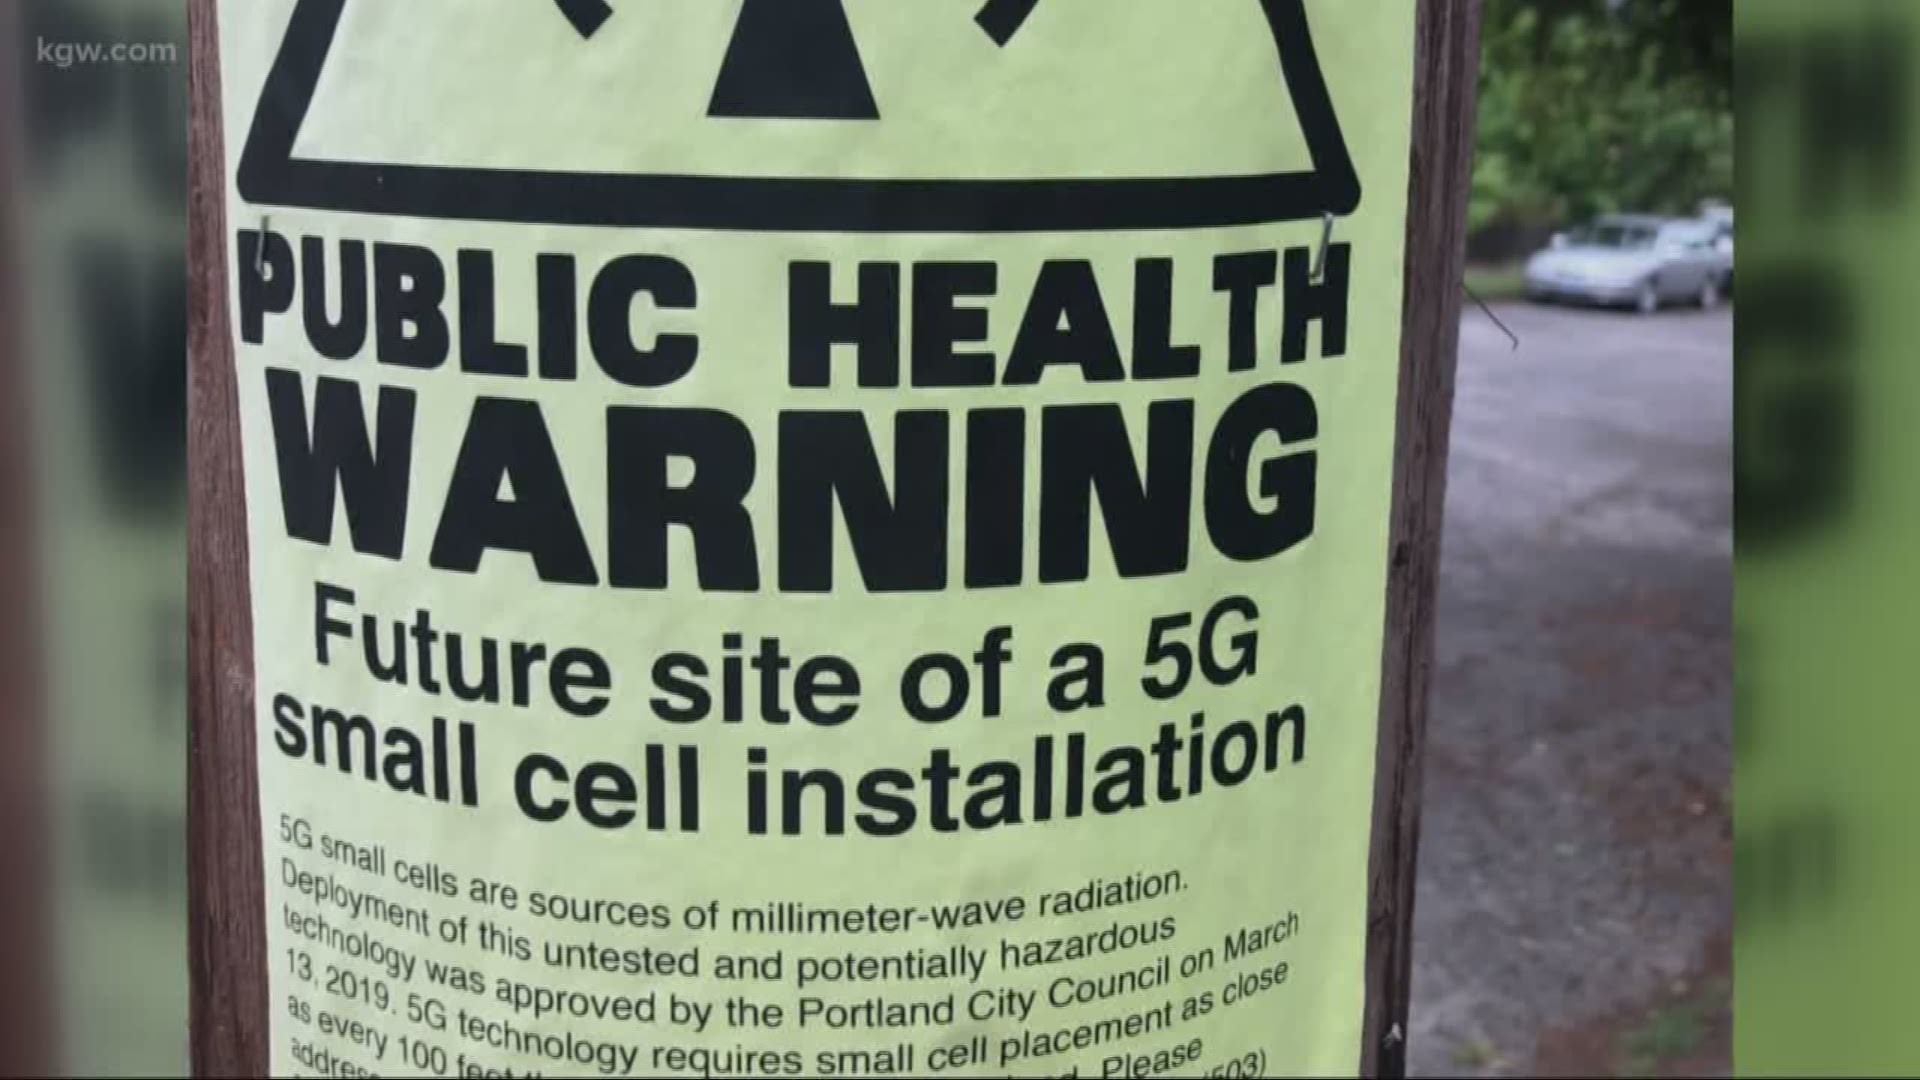 kgw.com
PUBLIC HEALTH
WARNING
Future site of a 5G
small cell installation
5G small cells are sources of millimeter-wave radiation.
Deployment of this untested and potentially hazardous
technology was approved by the Portland City Council on March
13, 2019. 5G technology requires small cell placement as close
as every 100 feet
Please
(503)